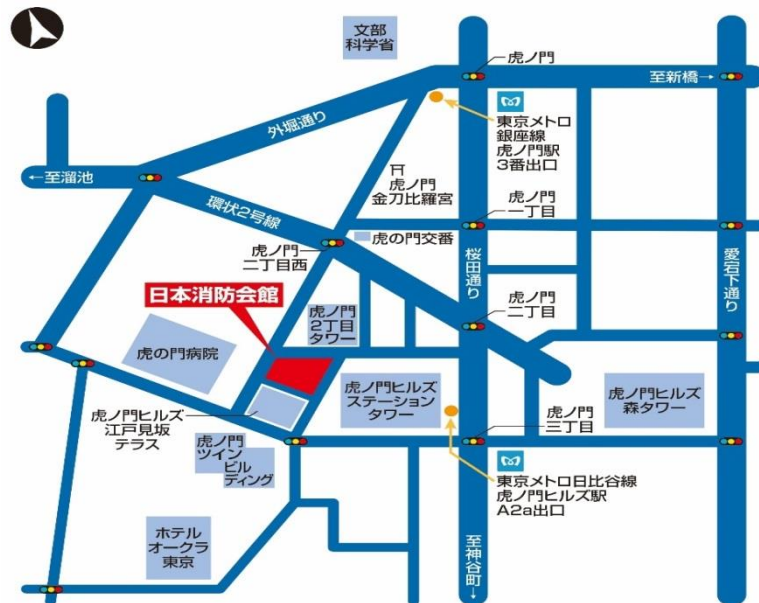 文部
科学省
虎ノ門
至新橋→
外堀通り
東京メトロ
銀座線
虎ノ門駅
3番出口
←至溜池
虎ノ門
金刀比羅宮
環状2号線
虎ノ門
一丁目
虎の門交番
虎ノ門
二丁目西
桜田通り
愛宕下通り
日本消防会館
虎ノ門
2丁目
タワー
虎ノ門
二丁目
虎の門病院
虎ノ門ヒルズ
ステーション
タワー
虎ノ門ヒルズ
森タワー
虎ノ門ヒルズ
江戸見坂
テラス
虎ノ門
三丁目
虎ノ門
ツイン
ビル
ディング
東京メトロ日比谷線
虎ノ門ヒルズ駅
A2a出口
ホテル
オークラ
東京
至神谷町→